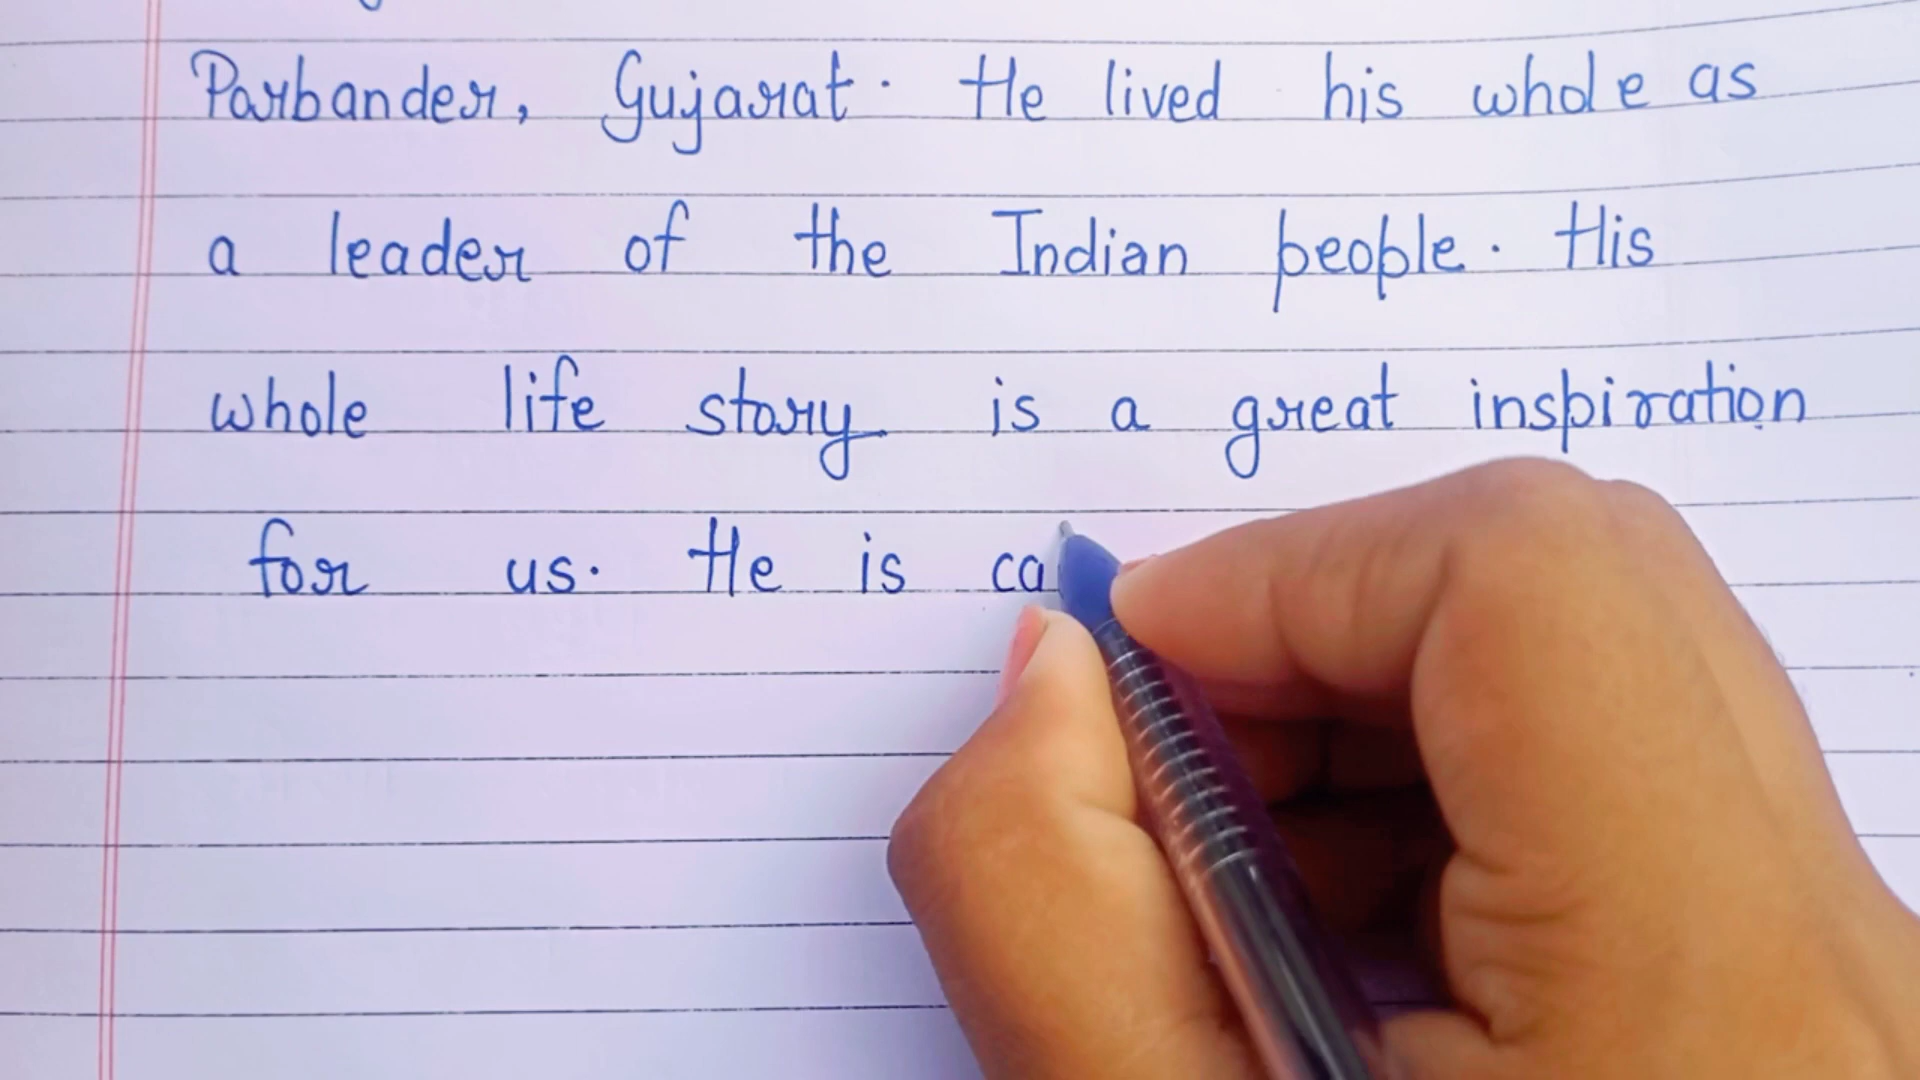 Parbander, Gujarat. He lived his whole as
a leader of the Indian people. His
whole life story is a great inspiration
for us. He is ca